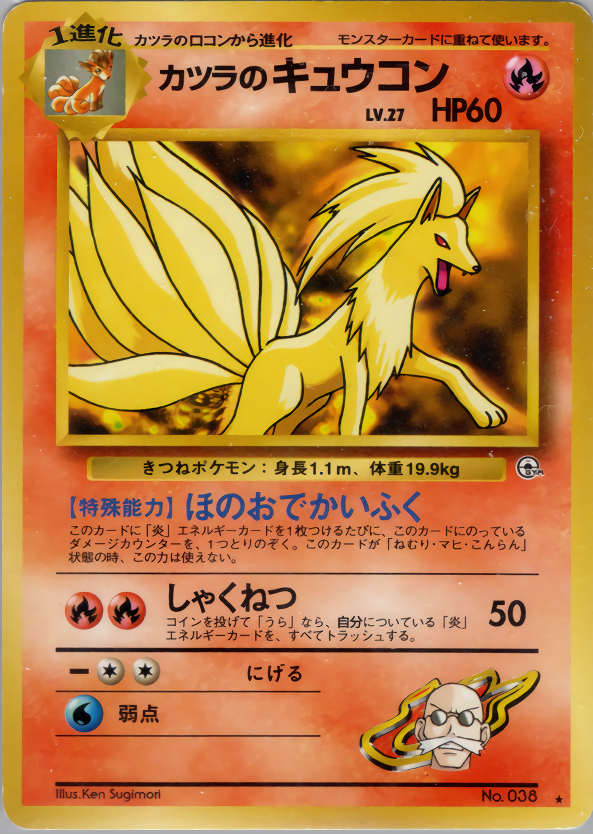 1進化
カツラのロコンから進化
モンスターカードに重ねて使います。
カツラのキュウコン
LV.27 HP60
きつねポケモン：身長1.1m、体重19.9kg
GYM
【特殊能力】ほのおでかいふく
このカードに「炎」エネルギーカードを1枚つけるたびに、このカードにのっている
ダメージカウンターを、1つとりのぞく。このカードが「ねむり・マヒ・こんらん」
状態の時、この力は使えない。
しゃくねつ 50
コインを投げて「うら」なら、自分についている「炎」
エネルギーカードを、すべてトラッシュする。
にげる
弱点
Illus.Ken Sugimori
No. 038 ★